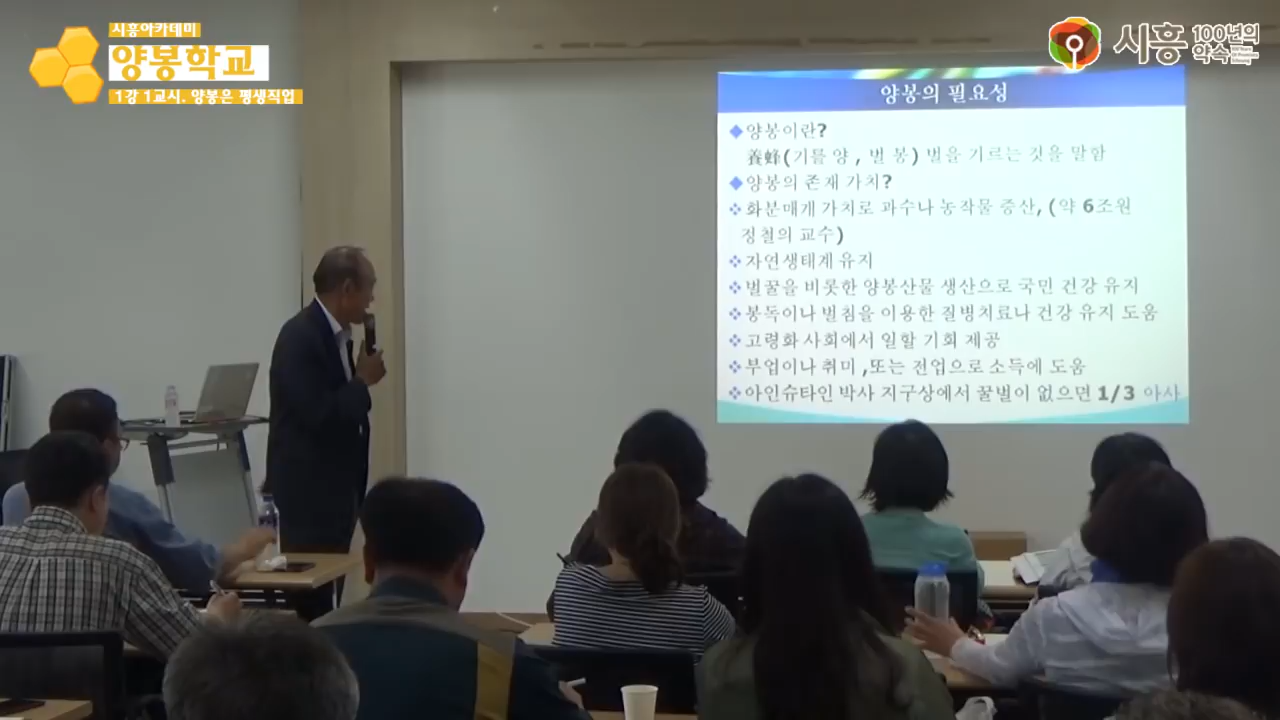 시흥아카데미
양봉학교
1강 1교시. 양봉은 평생직업
시흥 100년의 약속
양봉의 필요성
◆양봉이란?
養蜂(기를 양 , 벌 봉) 벌을 기르는 것을 말함
◆양봉의 존재 가치?
❖화분매개 가치로 과수나 농작물 증산, (약 6조원
정철의 교수)
❖자연생태계 유지
❖벌꿀을 비롯한 양봉산물 생산으로 국민 건강 유지
❖봉독이나 벌침을 이용한 질병치료나 건강 유지 도움
❖고령화 사회에서 일할 기회 제공
❖부업이나 취미 ,또는 전업으로 소득에 도움
❖아인슈타인 박사 지구상에서 꿀벌이 없으면 1/3 아사